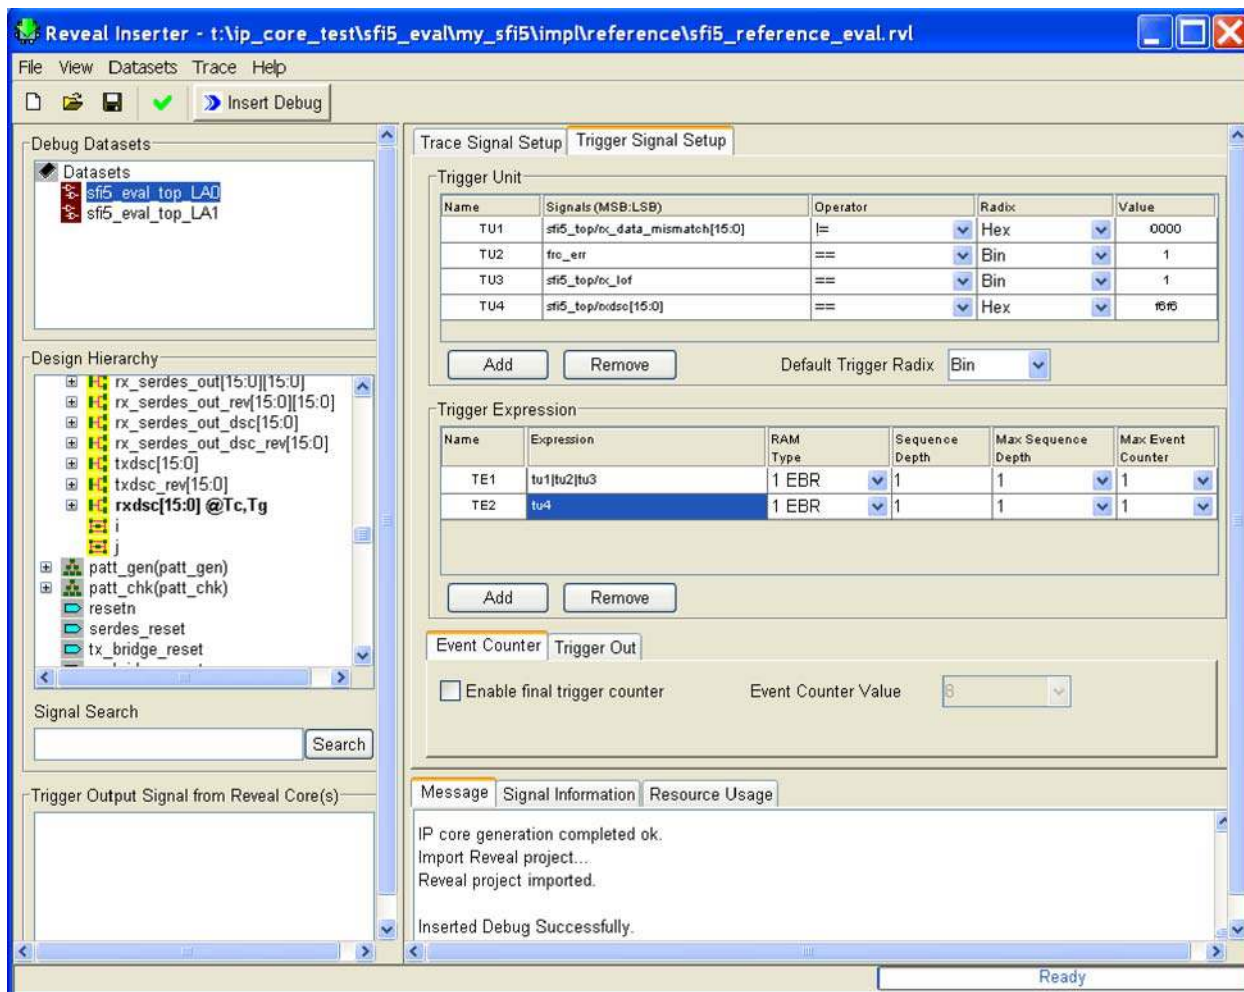 Reveal Inserter - t:\ip_core_test\sfi5_eval\my_sfi5\impl\reference\sfi5_reference_eval.rvl
File View Datasets Trace Help
Insert Debug
Debug Datasets
Datasets
sfi5_eval_top_LA0
sfi5_eval_top_LA1
Design Hierarchy
rx_serdes_out[15:0][15:0]
rx_serdes_out_rev[15:0][15:0]
rx_serdes_out_dsc[15:0]
rx_serdes_out_dsc_rev[15:0]
txdsc[15:0]
txdsc_rev[15:0]
rxdsc[15:0] @Tc,Tg
i
j
patt_gen(patt_gen)
patt_chk(patt_chk)
resetn
serdes_reset
tx_bridge_reset
Signal Search
Search
Trigger Output Signal from Reveal Core(s)
Trace Signal Setup Trigger Signal Setup
Trigger Unit
Name Signals (MSB:LSB) Operator Radix Value
TU1 sfi5_top/rx_data_mismatch[15:0] != Hex 0000
TU2 frc_err == Bin 1
TU3 sfi5_top/rx_lof == Bin 1
TU4 sfi5_top/rxdsc[15:0] == Hex f6f6
Add Remove Default Trigger Radix Bin
Trigger Expression
Name Expression RAM Type Sequence Depth Max Sequence Depth Max Event Counter
TE1 tu1|tu2|tu3 1 EBR 1 1 1
TE2 tu4 1 EBR 1 1 1
Add Remove
Event Counter Trigger Out
Enable final trigger counter Event Counter Value 8
Message Signal Information Resource Usage
IP core generation completed ok.
Import Reveal project...
Reveal project imported.
Inserted Debug Successfully.
Ready